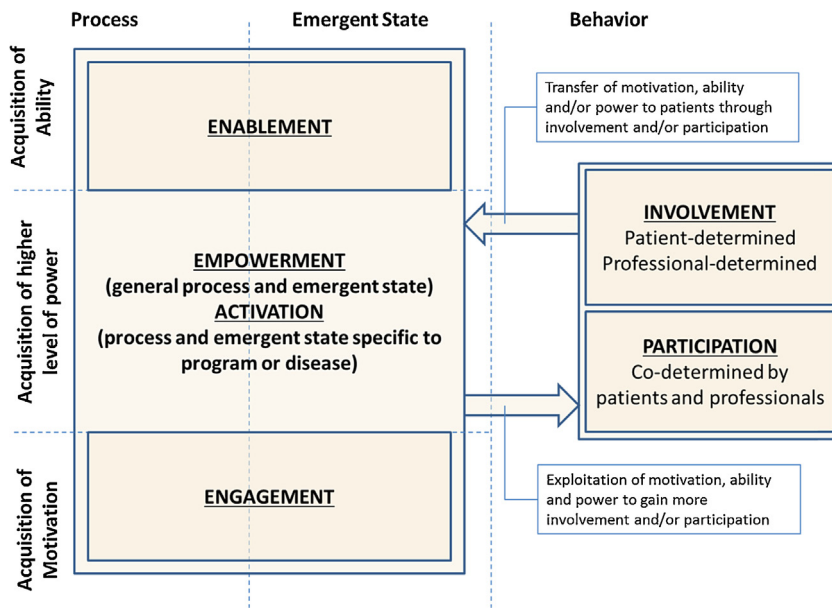 Process
Emergent State
Behavior
Acquisition of
Ability
ENABLEMENT
Transfer of motivation, ability
and/or power to patients through
involvement and/or participation
Acquisition of higher
level of power
EMPOWERMENT
(general process and emergent state)
ACTIVATION
(process and emergent state specific to
program or disease)
INVOLVEMENT
Patient-determined
Professional-determined
PARTICIPATION
Co-determined by
patients and professionals
Acquisition of
Motivation
ENGAGEMENT
Exploitation of motivation, ability
and power to gain more
involvement and/or participation